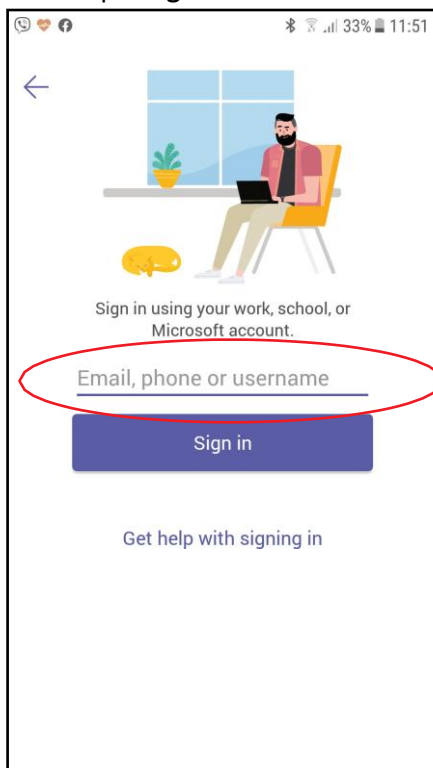 33% 11:51
Sign in using your work, school, or
Microsoft account.
Email, phone or username
Sign in
Get help with signing in